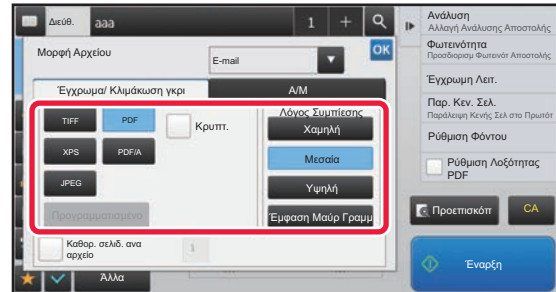 Διεύθ.
aaa
1
Μορφή Αρχείου
E-mail
OK
Έγχρωμα/ Κλιμάκωση γκρι
Α/Μ
TIFF
PDF
Κρυπτ.
XPS
PDF/A
JPEG
Προγραμματισμένο
Λόγος Συμπίεσης
Χαμηλή
Μεσαία
Υψηλή
Έμφαση Μαύρ Γραμμ
Καθορ. σελιδ. ανα
αρχείο
1
Άλλα
Ανάλυση
Αλλαγή Ανάλυσης Αποστολής
Φωτεινότητα
Προσδιορισμ Φωτεινότ Αποστολής
Έγχρωμη Λειτ.
Παρ. Κεν. Σελ.
Παράλειψη Κενής Σελ στο Πρωτότ
Ρύθμιση Φόντου
Ρύθμιση Λοξότητας
PDF
Προεπισκόπ
CA
Έναρξη